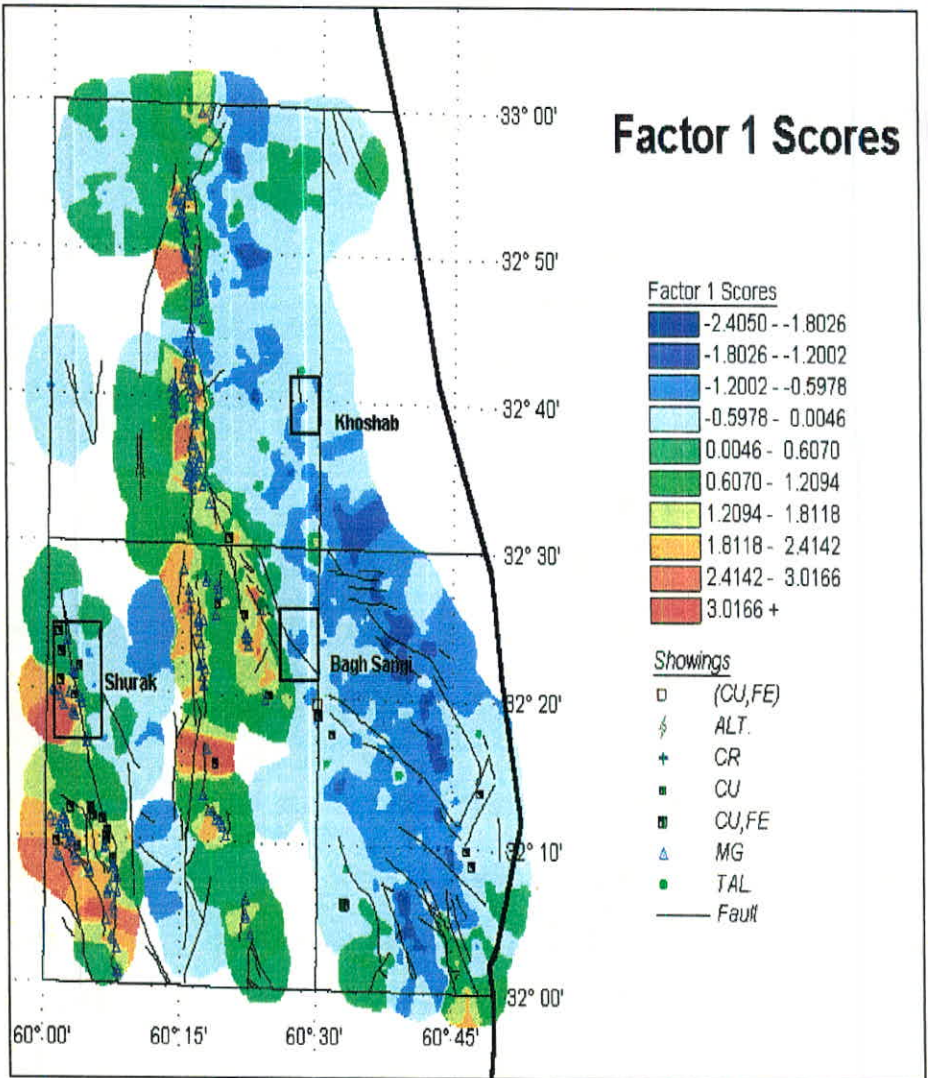 Factor 1 Scores
33° 00'
32° 50'
32° 40'
32° 30'
32° 20'
32° 10'
32° 00'
60° 00'
60° 15'
60° 30'
60° 45'
Khoshab
Bagh Sangi
Shurak
Factor 1 Scores
-2.4050 - -1.8026
-1.8026 - -1.2002
-1.2002 - -0.5978
-0.5978 - 0.0046
0.0046 - 0.6070
0.6070 - 1.2094
1.2094 - 1.8118
1.8118 - 2.4142
2.4142 - 3.0166
3.0166 +
Showings
(CU,FE)
ALT.
CR
CU
CU,FE
MG
TAL
Fault